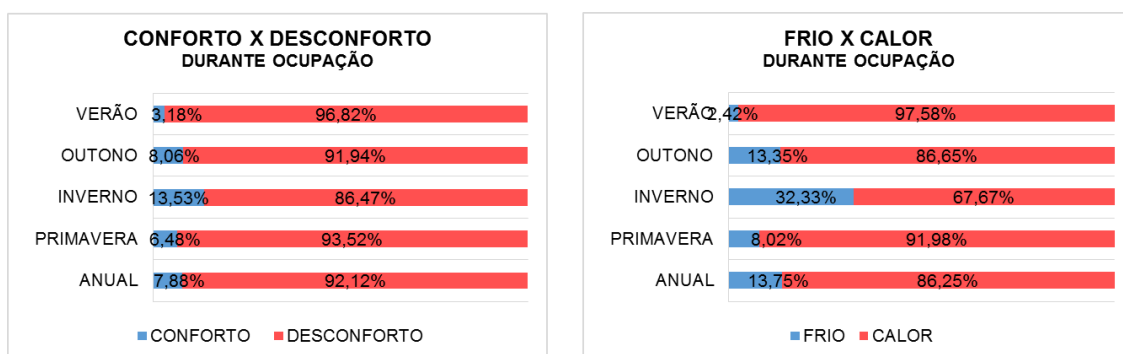 CONFORTO X DESCONFORTO
DURANTE OCUPAÇÃO
VERÃO 3,18% 96,82%
OUTONO 8,06% 91,94%
INVERNO 13,53% 86,47%
PRIMAVERA 6,48% 93,52%
ANUAL 7,88% 92,12%
CONFORTO DESCONFORTO
FRIO X CALOR
DURANTE OCUPAÇÃO
VERÃO 2,42% 97,58%
OUTONO 13,35% 86,65%
INVERNO 32,33% 67,67%
PRIMAVERA 8,02% 91,98%
ANUAL 13,75% 86,25%
FRIO CALOR